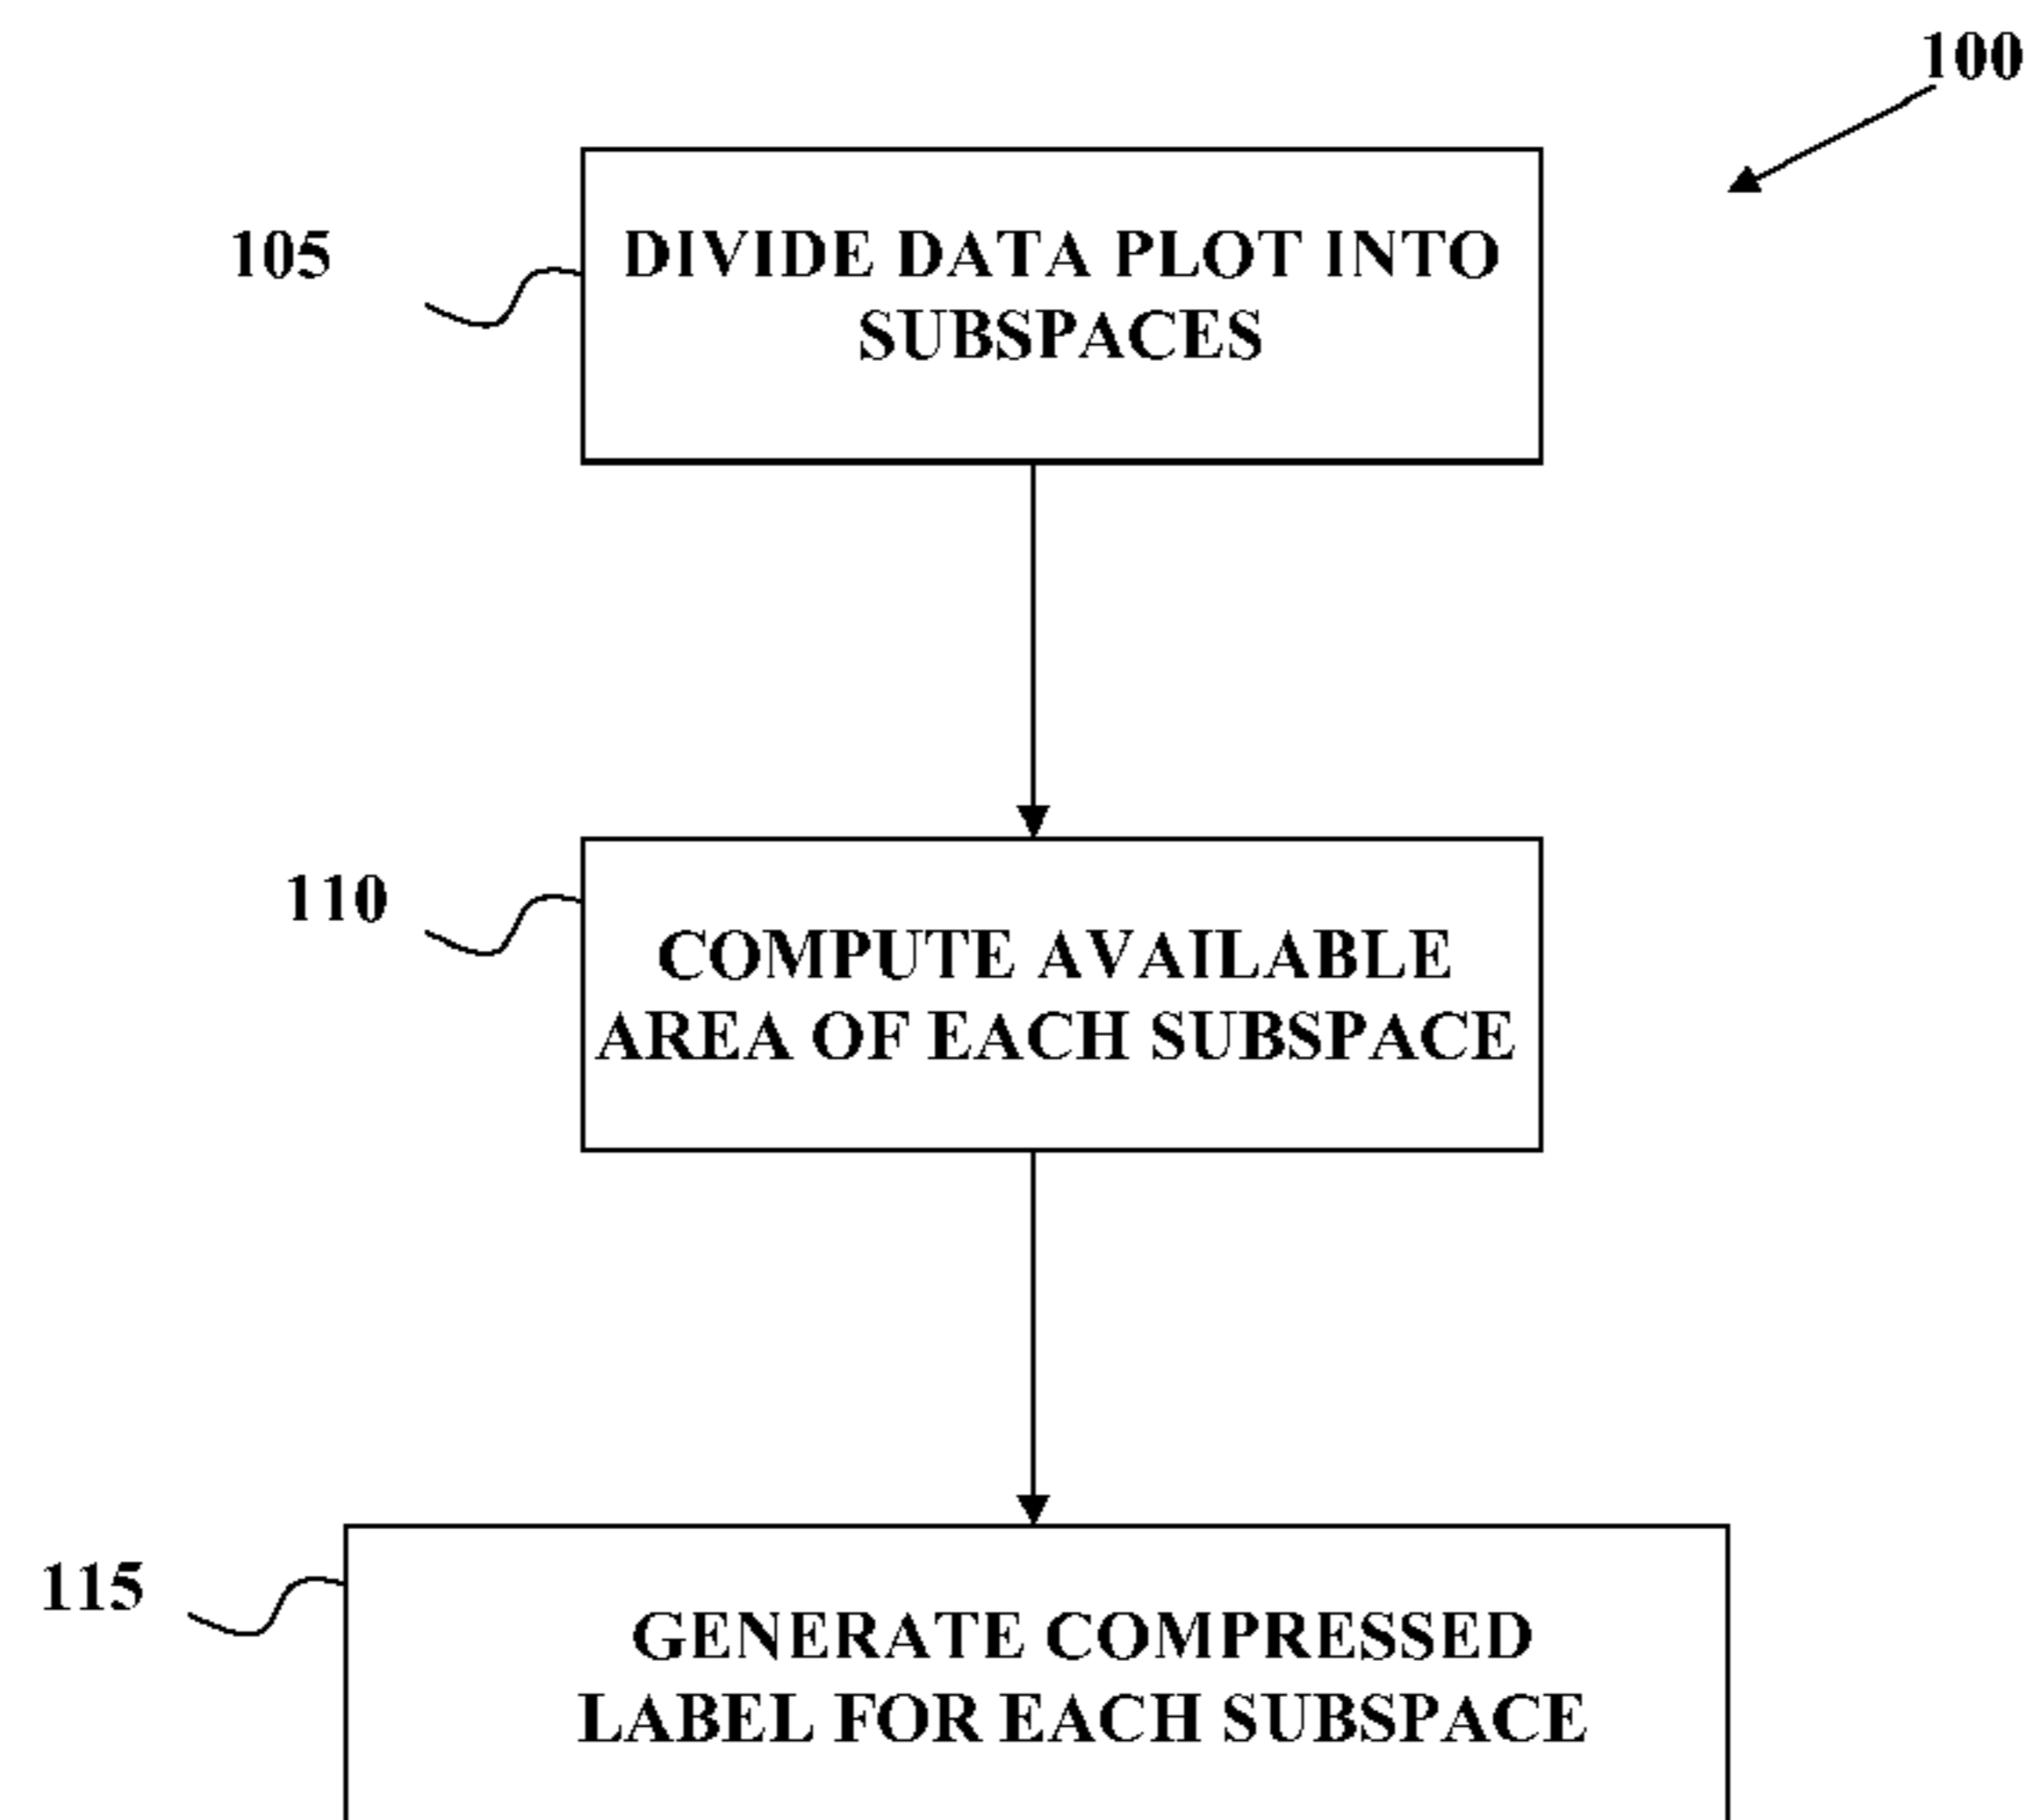 100
105
DIVIDE DATA PLOT INTO
SUBSPACES
110
COMPUTE AVAILABLE
AREA OF EACH SUBSPACE
115
GENERATE COMPRESSED
LABEL FOR EACH SUBSPACE